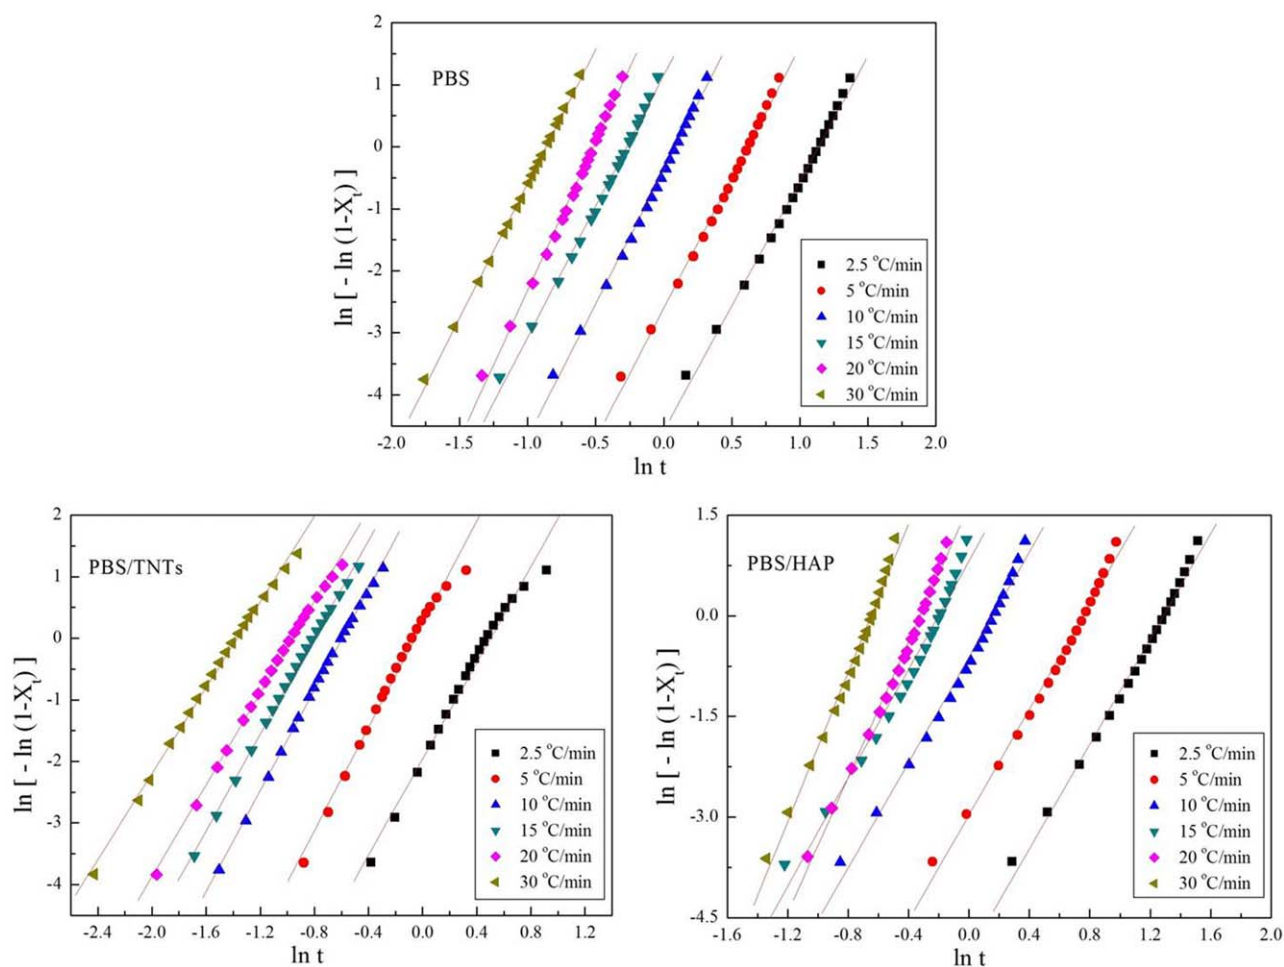 2
1
0
-1
-2
-3
-4
ln [ - ln (1-Xt) ]
PBS
2.5 °C/min
5 °C/min
10 °C/min
15 °C/min
20 °C/min
30 °C/min
-2.0 -1.5 -1.0 -0.5 0.0 0.5 1.0 1.5 2.0
ln t
2
1
0
-1
-2
-3
-4
ln [ - ln (1-Xt) ]
PBS/TNTs
2.5 °C/min
5 °C/min
10 °C/min
15 °C/min
20 °C/min
30 °C/min
-2.4 -2.0 -1.6 -1.2 -0.8 -0.4 0.0 0.4 0.8 1.2
ln t
1.5
0.0
-1.5
-3.0
-4.5
ln [ - ln (1-Xt) ]
PBS/HAP
2.5 °C/min
5 °C/min
10 °C/min
15 °C/min
20 °C/min
30 °C/min
-1.6 -1.2 -0.8 -0.4 0.0 0.4 0.8 1.2 1.6 2.0
ln t